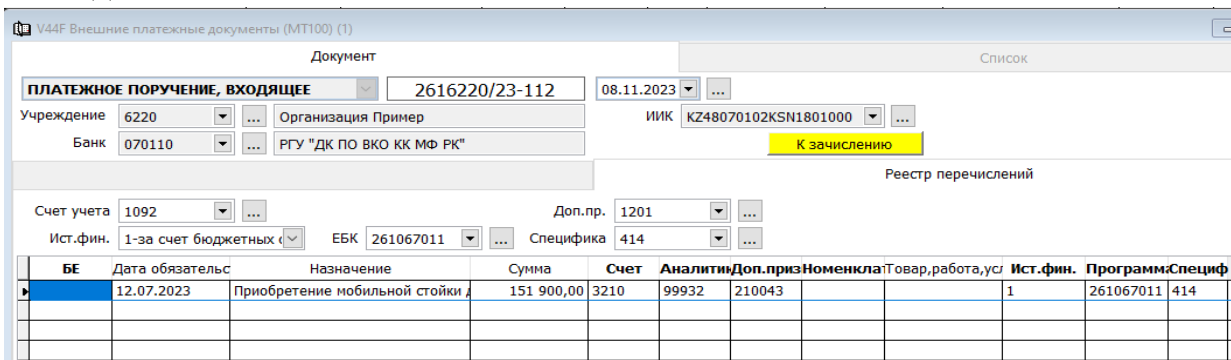 V44F Внешние платежные документы (MT100) (1)
Документ Список
ПЛАТЕЖНОЕ ПОРУЧЕНИЕ, ВХОДЯЩЕЕ 2616220/23-112 08.11.2023 ...
Учреждение 6220 ... Организация Пример ИИК KZ48070102KSN1801000 ...
Банк 070110 ... РГУ "ДК ПО ВКО КК МФ РК" К зачислению
Реестр перечислений
Счет учета 1092 ... Доп.пр. 1201 ...
Ист.фин. 1-за счет бюджетных ЕБК 261067011 ... Специфика 414 ...
БЕ Дата обязательс Назначение Сумма Счет Аналитик Доп.приз Номенкла Товар,работа,усл Ист.фин. Программа Специф
12.07.2023 Приобретение мобильной стойки 151 900,00 3210 99932 210043 1 261067011 414